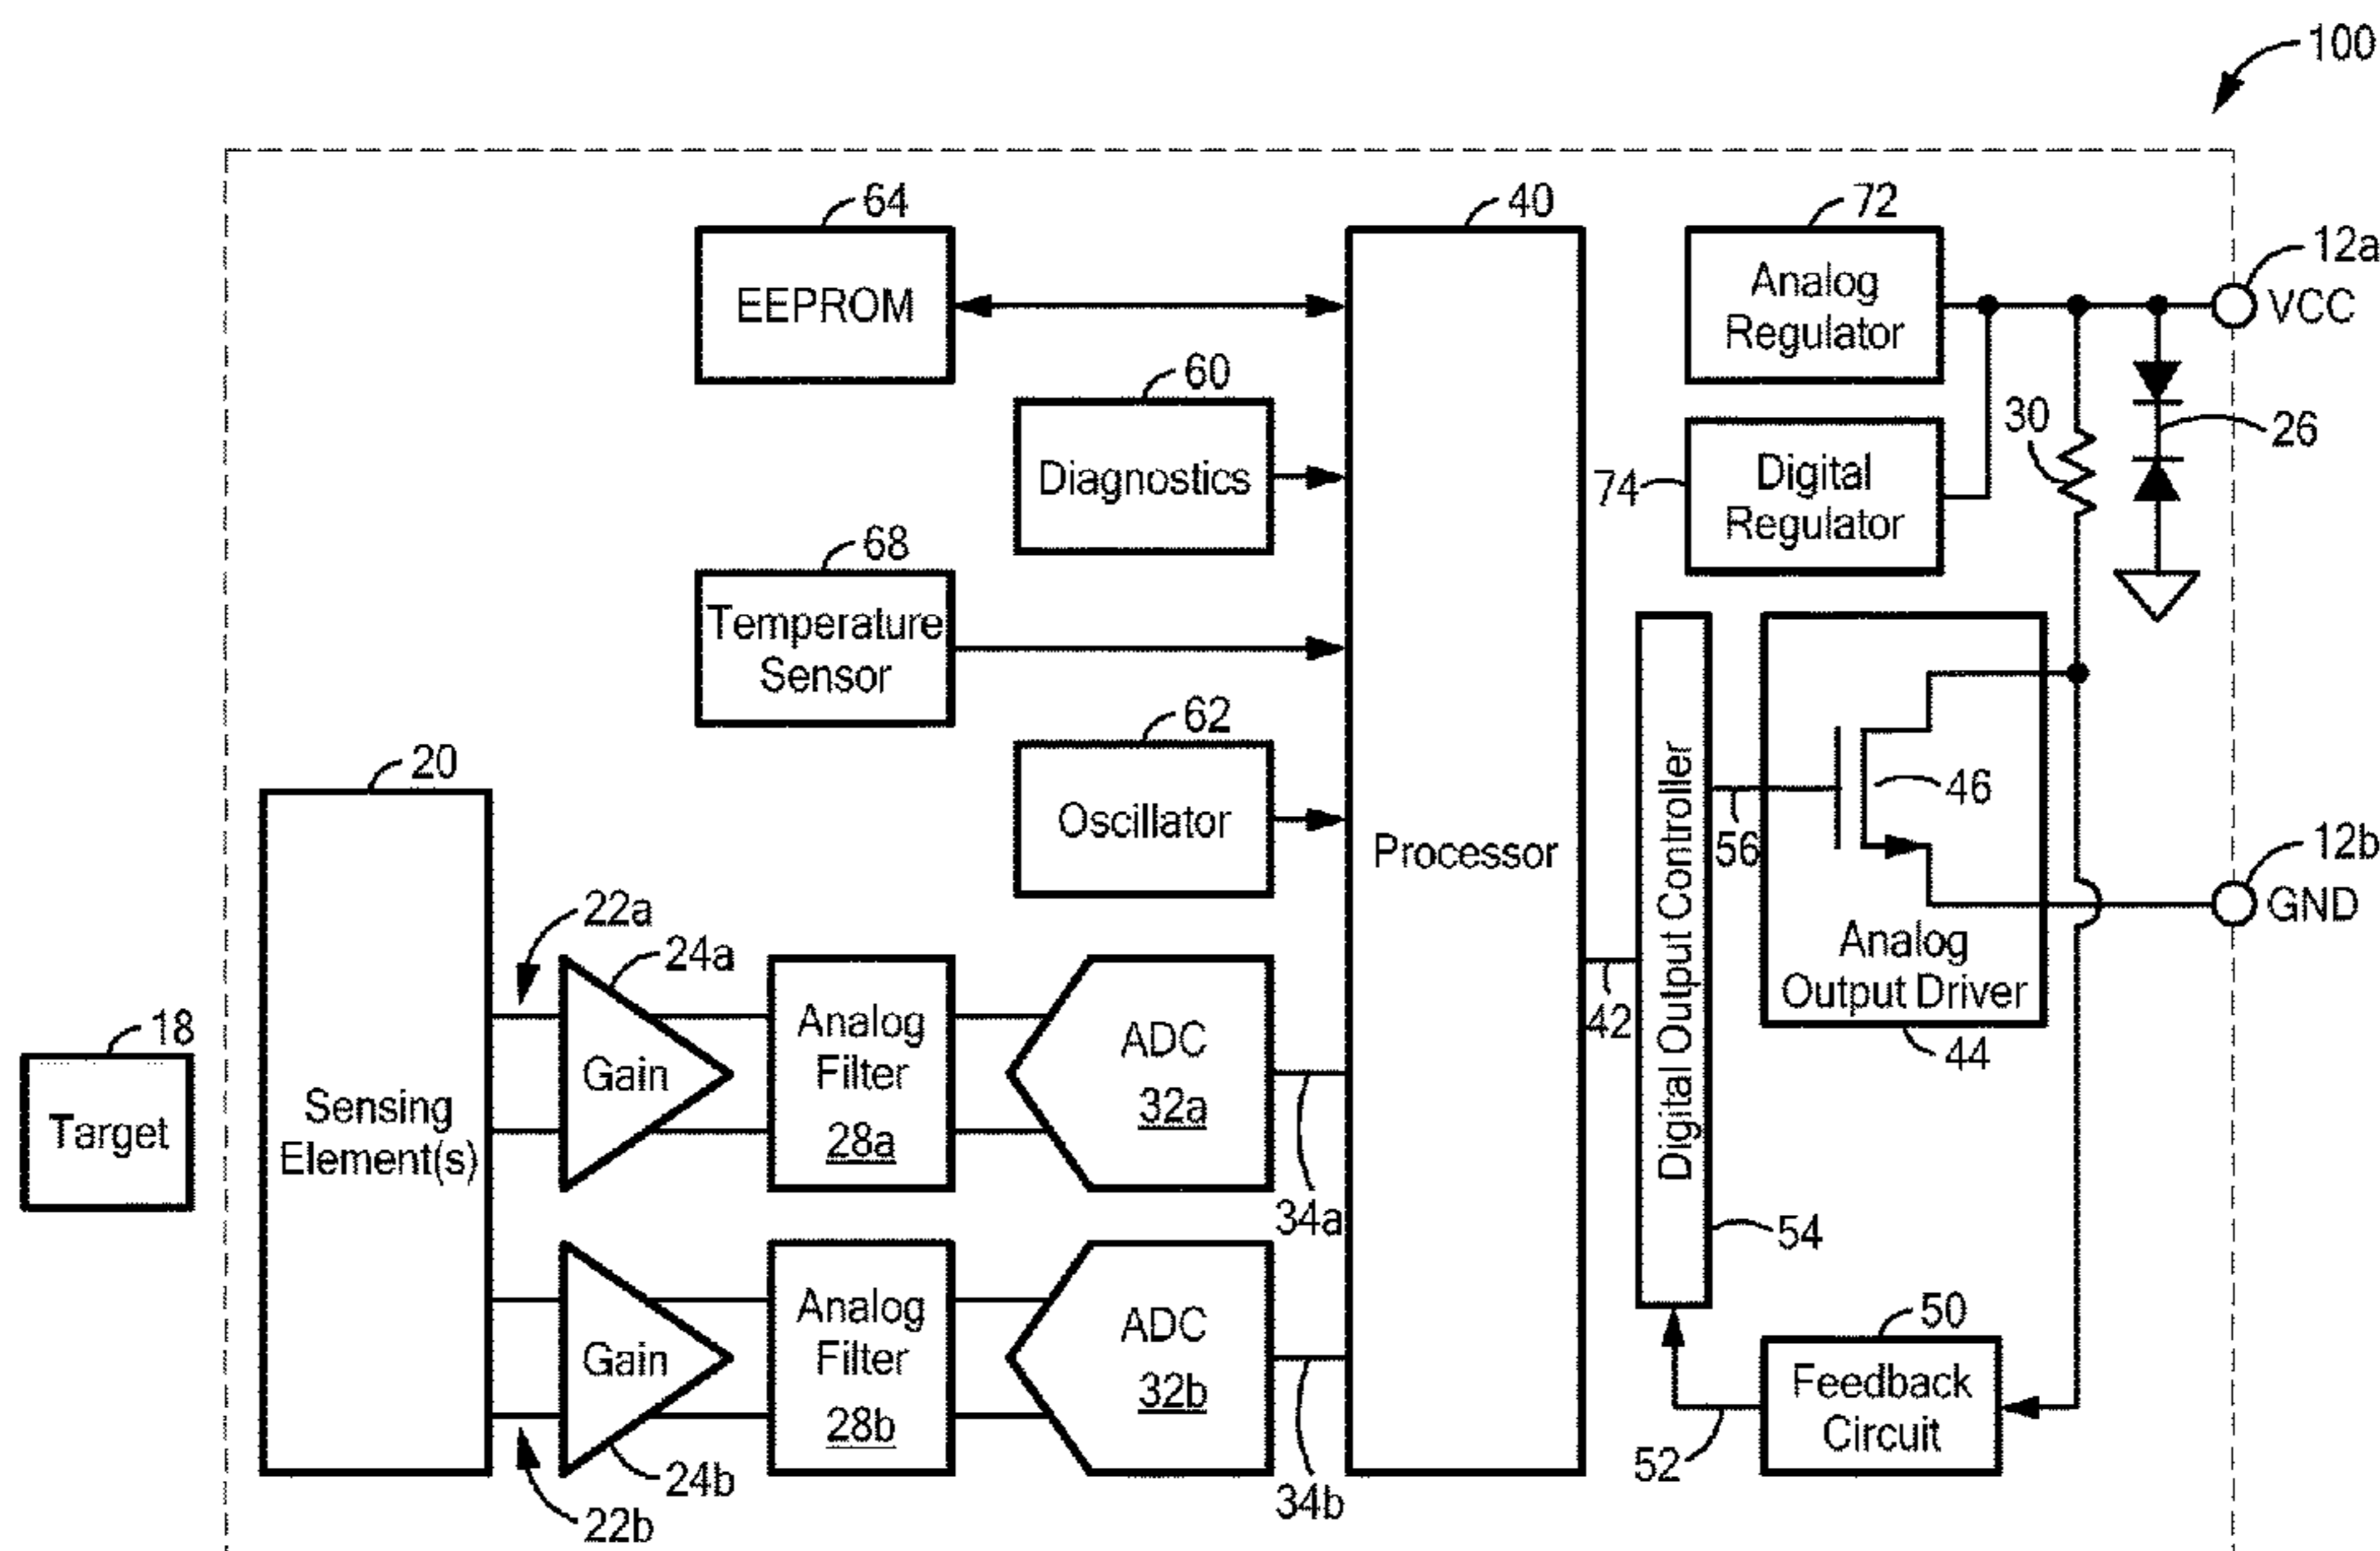 100
64
EEPROM
40
72
Analog
Regulator
12a
VCC
60
Diagnostics
30
26
74
Digital
Regulator
68
Temperature
Sensor
62
Oscillator
20
Sensing
Element(s)
Processor
Digital Output Controller
56
46
12b
GND
Analog
Output Driver
44
22a
24a
Gain
Analog
Filter
28a
ADC
32a
34a
42
18
Target
54
Gain
Analog
Filter
28b
ADC
32b
34b
24b
22b
50
Feedback
Circuit
52